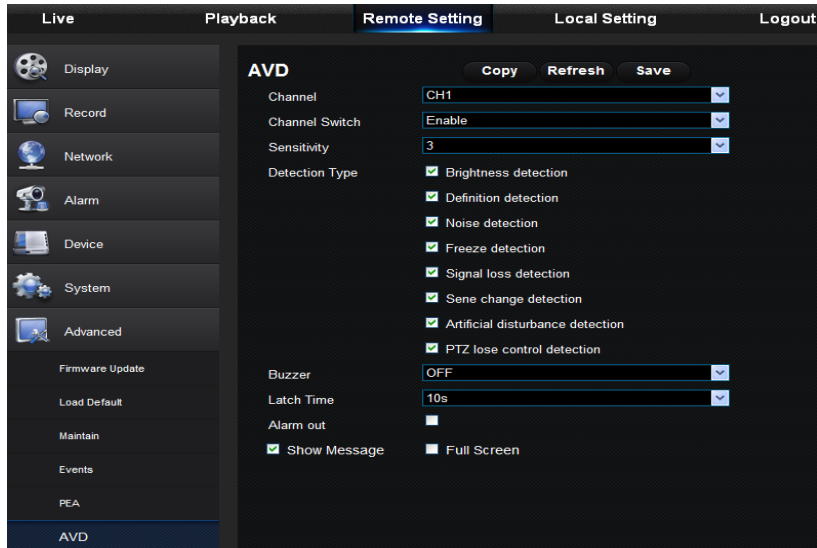 Live Playback Remote Setting Local Setting Logout
Display
Record
Network
Alarm
Device
System
Advanced
Firmware Update
Load Default
Maintain
Events
PEA
AVD
AVD Copy Refresh Save
Channel CH1
Channel Switch Enable
Sensitivity 3
Detection Type Brightness detection
Definition detection
Noise detection
Freeze detection
Signal loss detection
Sene change detection
Artificial disturbance detection
PTZ lose control detection
Buzzer OFF
Latch Time 10s
Alarm out
Show Message Full Screen